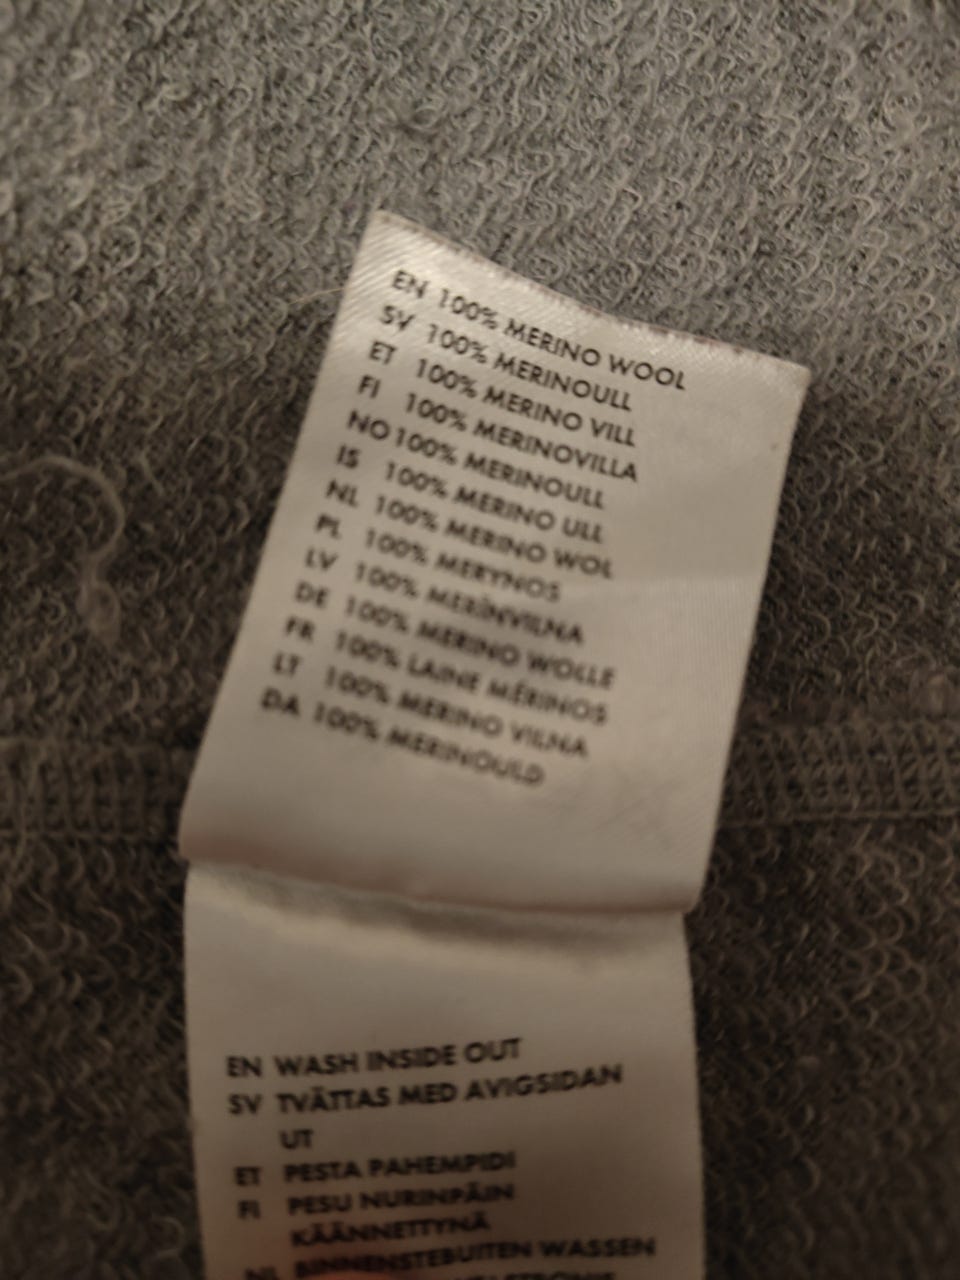 EN 100% MERINO WOOL
SV 100% MERINOULL
ET 100% MERINO VILL
FI 100% MERINOVILLA
NO 100% MERINOULL
IS 100% MERINO ULL
NL 100% MERINO WOL
PL 100% MERYNOS
LV 100% MERĪNVILNA
DE 100% MERINO WOLLE
FR 100% LAINE MÉRINOS
LT 100% MERINO VILNA
DA 100% MERINOULD
EN WASH INSIDE OUT
SV TVÄTTAS MED AVIGSIDAN
UT
ET PESTA PAHEMPIDI
FI PESU NURINPÄIN
KÄÄNNETTYNÄ
NL BINNENSTEBUITEN WASSEN